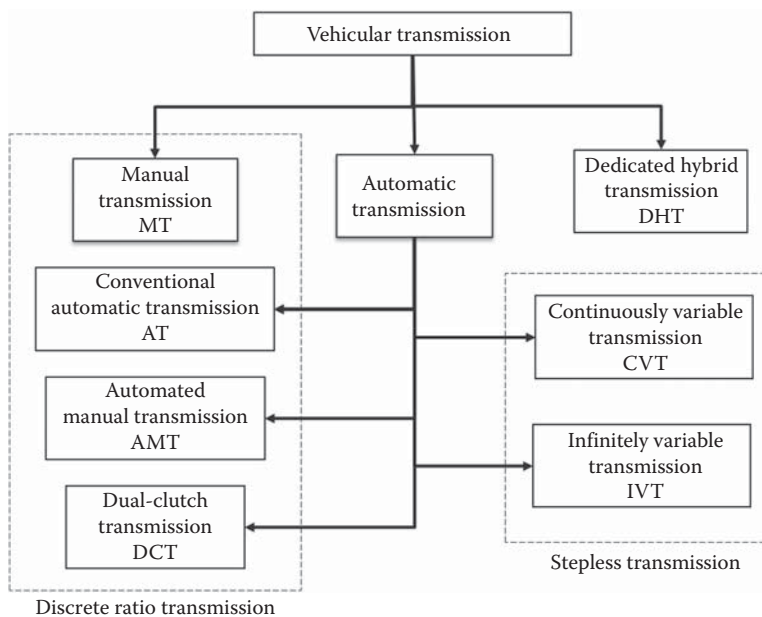 Vehicular transmission
Manual
transmission
MT
Automatic
transmission
Dedicated hybrid
transmission
DHT
Conventional
automatic transmission
AT
Continuously variable
transmission
CVT
Automated
manual transmission
AMT
Infinitely variable
transmission
IVT
Dual-clutch
transmission
DCT
Stepless transmission
Discrete ratio transmission